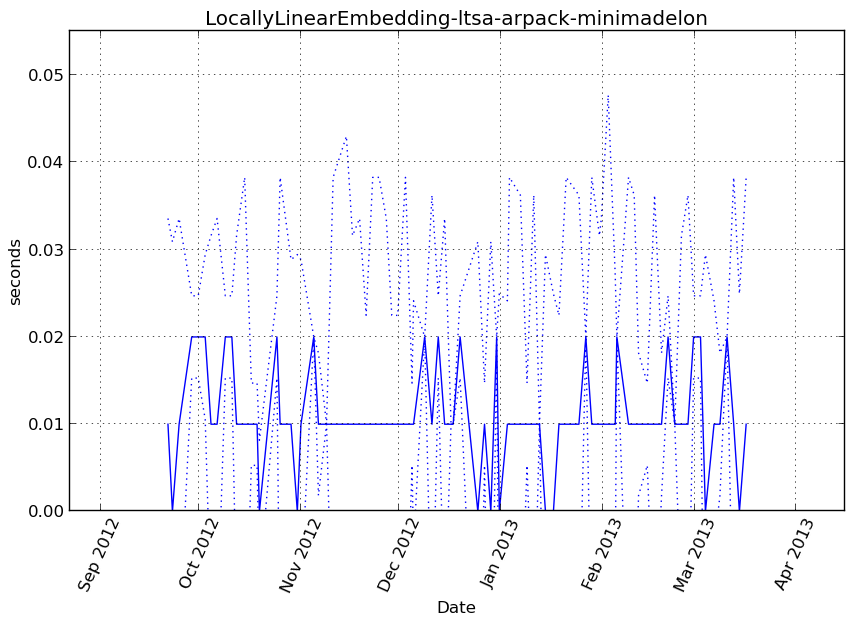 LocallyLinearEmbedding-ltsa-arpack-minimadelon
0.05
0.04
0.03
0.02
0.01
0.00
seconds
Sep 2012
Oct 2012
Nov 2012
Dec 2012
Jan 2013
Feb 2013
Mar 2013
Apr 2013
Date